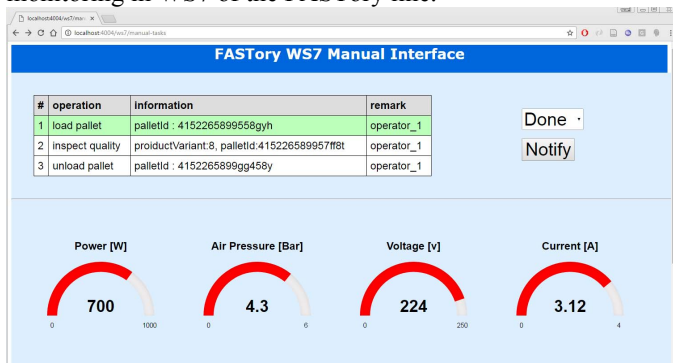 monitoring in WS7 of the FASTory line.
localhost:4004/ws7/man
localhost:4004/ws7/manual-tasks
FASTory WS7 Manual Interface
# operation information remark
1 load pallet palletId : 4152265899558gyh operator_1
2 inspect quality proiductVariant:8, palletId:415226589957ff8t operator_1
3 unload pallet palletId : 4152265899gg458y operator_1
Done
Notify
Power [W] Air Pressure [Bar] Voltage [v] Current [A]
700 4.3 224 3.12
0 1000 0 6 0 250 0 4